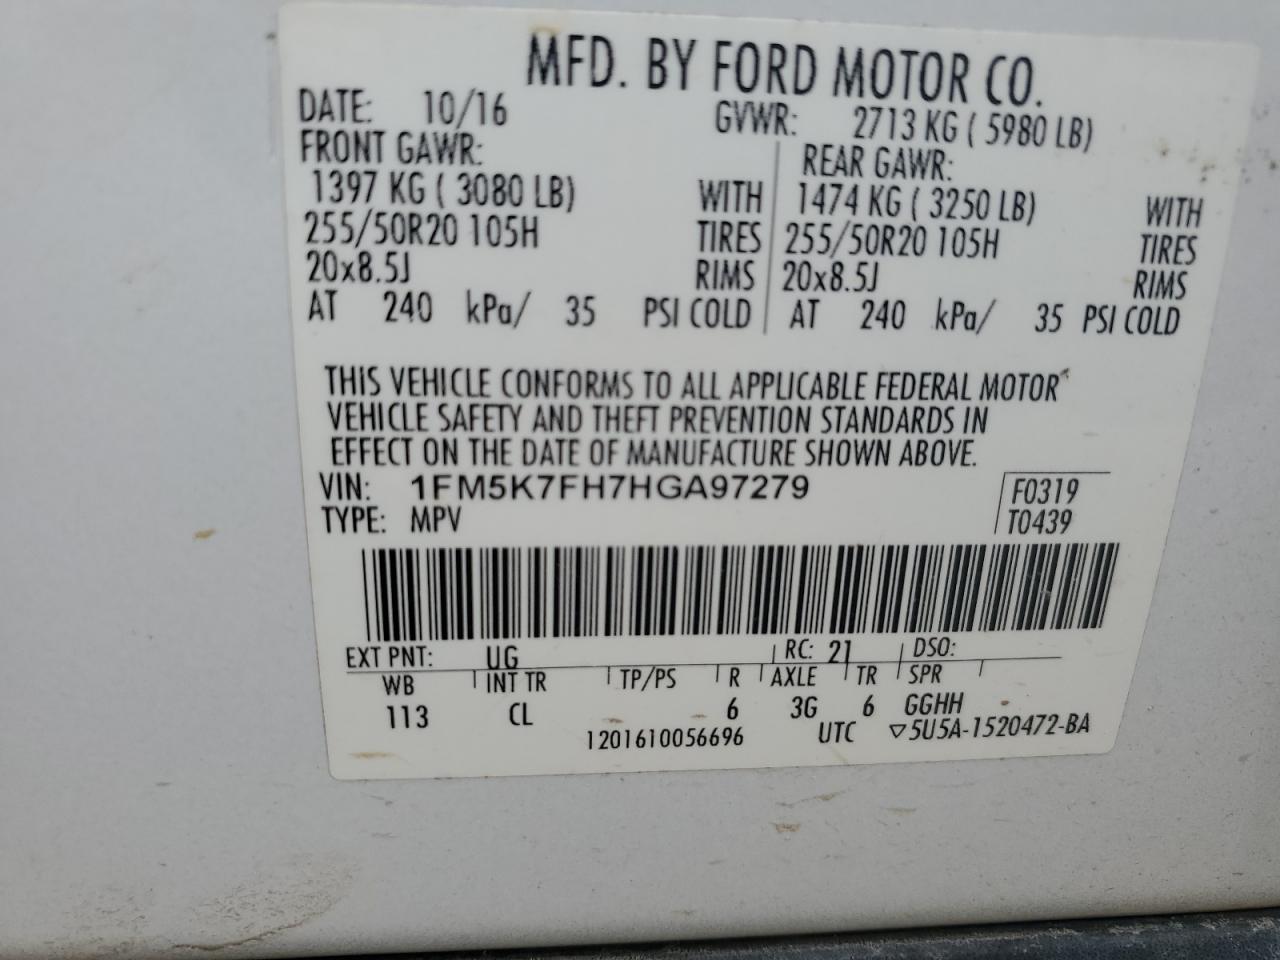 MFD. BY FORD MOTOR CO.
DATE: 10/16 GVWR: 2713 KG ( 5980 LB)
FRONT GAWR: REAR GAWR:
1397 KG ( 3080 LB) WITH 1474 KG ( 3250 LB) WITH
255/50R20 105H TIRES 255/50R20 105H TIRES
20x8.5J RIMS 20x8.5J RIMS
AT 240 kPa/ 35 PSI COLD AT 240 kPa/ 35 PSI COLD
THIS VEHICLE CONFORMS TO ALL APPLICABLE FEDERAL MOTOR
VEHICLE SAFETY AND THEFT PREVENTION STANDARDS IN
EFFECT ON THE DATE OF MANUFACTURE SHOWN ABOVE.
VIN: 1FM5K7FH7HGA97279 F0319
TYPE: MPV T0439
EXT PNT: UG RC: 21 DSO:
WB INT TR TP/PS R AXLE TR SPR
113 CL 6 3G 6 GGHH
1201610056696 UTC ▽5U5A-1520472-BA